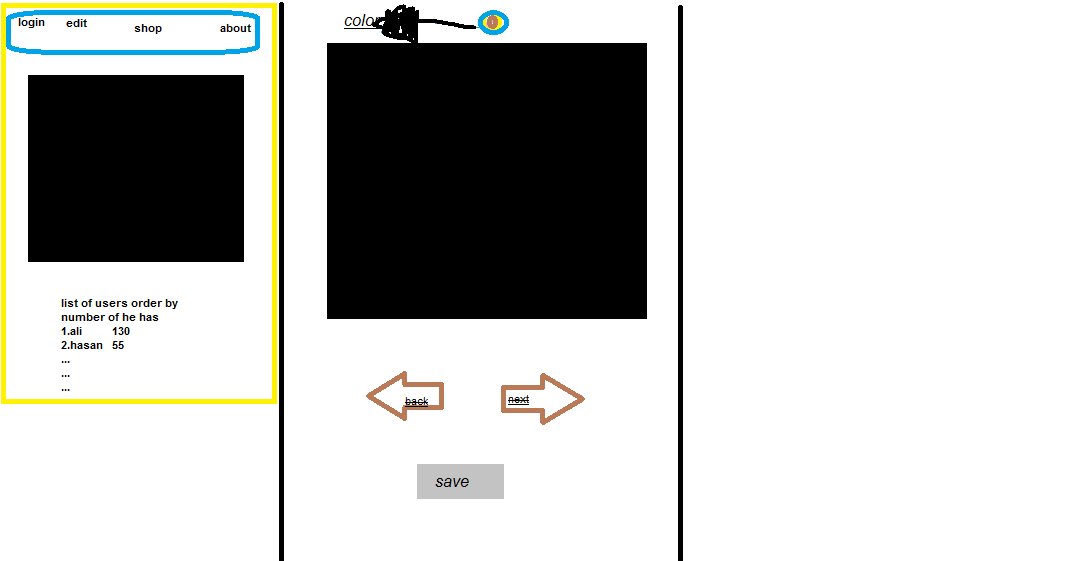 login edit shop about
list of users order by
number of he has
1.ali 130
2.hasan 55
...
...
...
color
back next
save